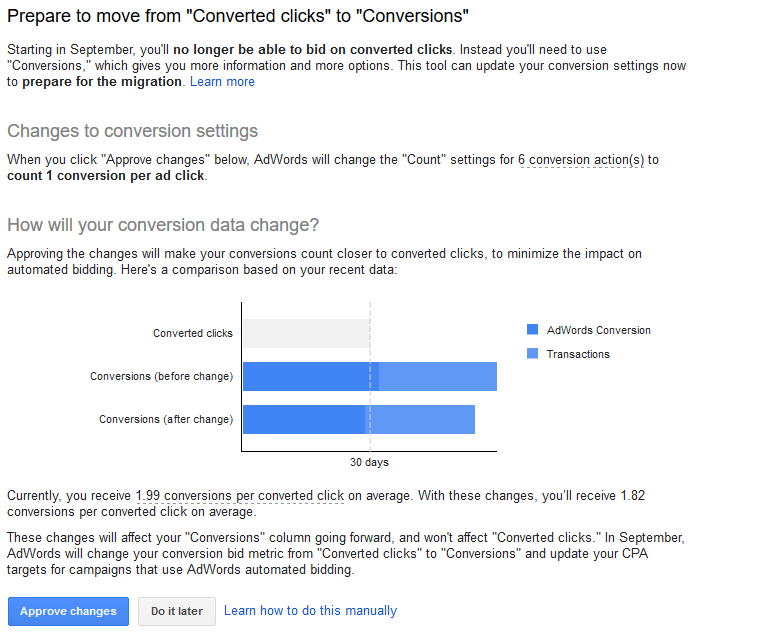 Prepare to move from "Converted clicks" to "Conversions"
Starting in September, you'll no longer be able to bid on converted clicks. Instead you'll need to use
"Conversions," which gives you more information and more options. This tool can update your conversion settings now
to prepare for the migration. Learn more
Changes to conversion settings
When you click "Approve changes" below, AdWords will change the "Count" settings for 6 conversion action(s) to
count 1 conversion per ad click.
How will your conversion data change?
Approving the changes will make your conversions count closer to converted clicks, to minimize the impact on
automated bidding. Here's a comparison based on your recent data:
Converted clicks
Conversions (before change)
Conversions (after change)
30 days
AdWords Conversion
Transactions
Currently, you receive 1.99 conversions per converted click on average. With these changes, you'll receive 1.82
conversions per converted click on average.
These changes will affect your "Conversions" column going forward, and won't affect "Converted clicks." In September,
AdWords will change your conversion bid metric from "Converted clicks" to "Conversions" and update your CPA
targets for campaigns that use AdWords automated bidding.
Approve changes Do it later Learn how to do this manually